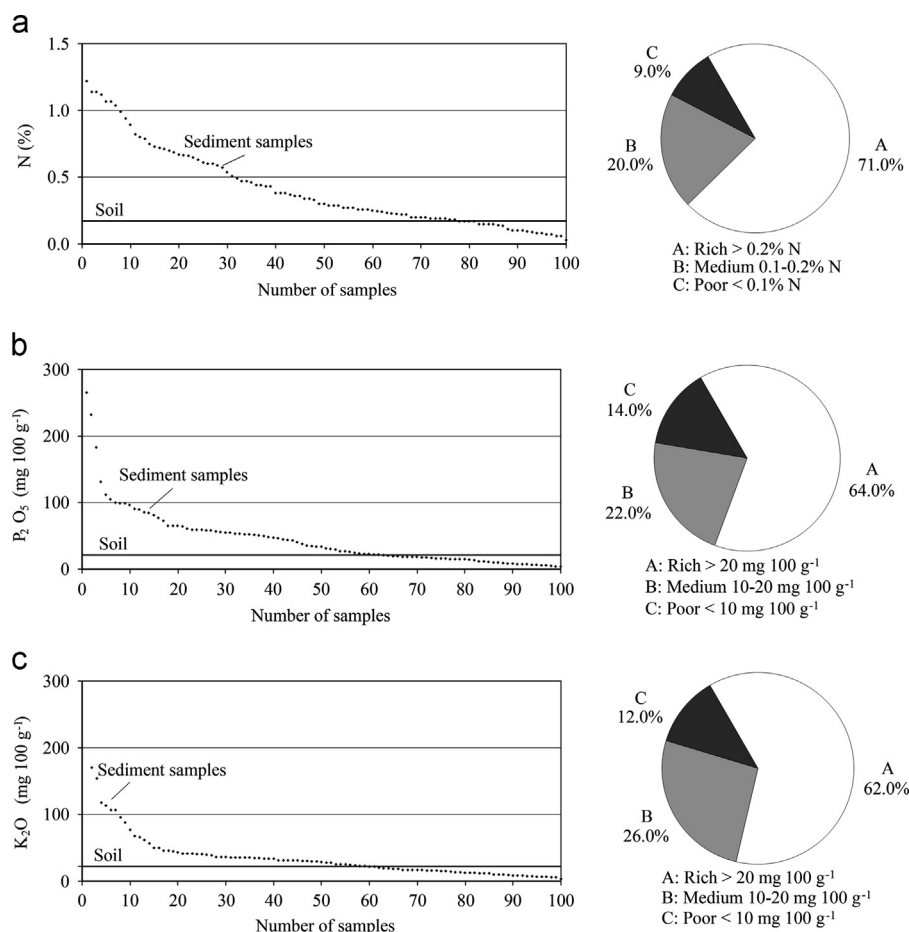 a
1.5
1.0
0.5
0.0
N (%)
Sediment samples
Soil
0 10 20 30 40 50 60 70 80 90 100
Number of samples
C
9.0%
B
20.0%
A
71.0%
A: Rich > 0.2% N
B: Medium 0.1-0.2% N
C: Poor < 0.1% N
b
300
200
100
0
P₂ O₅ (mg 100 g⁻¹)
Sediment samples
Soil
0 10 20 30 40 50 60 70 80 90 100
Number of samples
C
14.0%
B
22.0%
A
64.0%
A: Rich > 20 mg 100 g⁻¹
B: Medium 10-20 mg 100 g⁻¹
C: Poor < 10 mg 100 g⁻¹
c
300
200
100
0
K₂O (mg 100 g⁻¹)
Sediment samples
Soil
0 10 20 30 40 50 60 70 80 90 100
Number of samples
C
12.0%
B
26.0%
A
62.0%
A: Rich > 20 mg 100 g⁻¹
B: Medium 10-20 mg 100 g⁻¹
C: Poor < 10 mg 100 g⁻¹